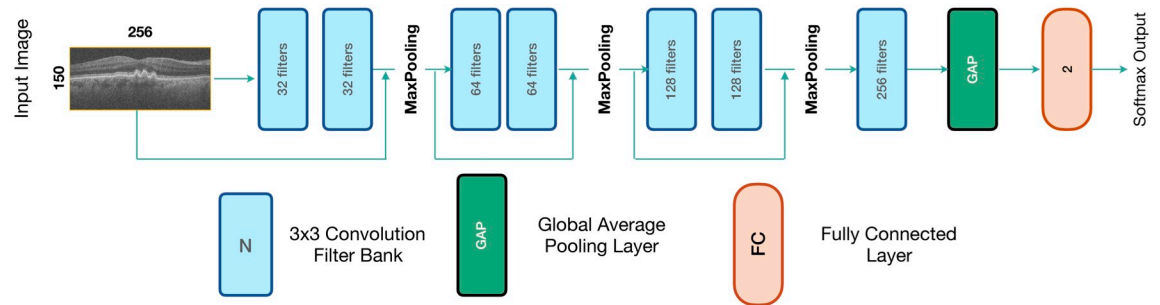 Input Image
256
150
32 filters
32 filters
MaxPooling
64 filters
64 filters
MaxPooling
128 filters
128 filters
MaxPooling
256 filters
GAP
2
Softmax Output
N
3x3 Convolution
Filter Bank
GAP
Global Average
Pooling Layer
FC
Fully Connected
Layer